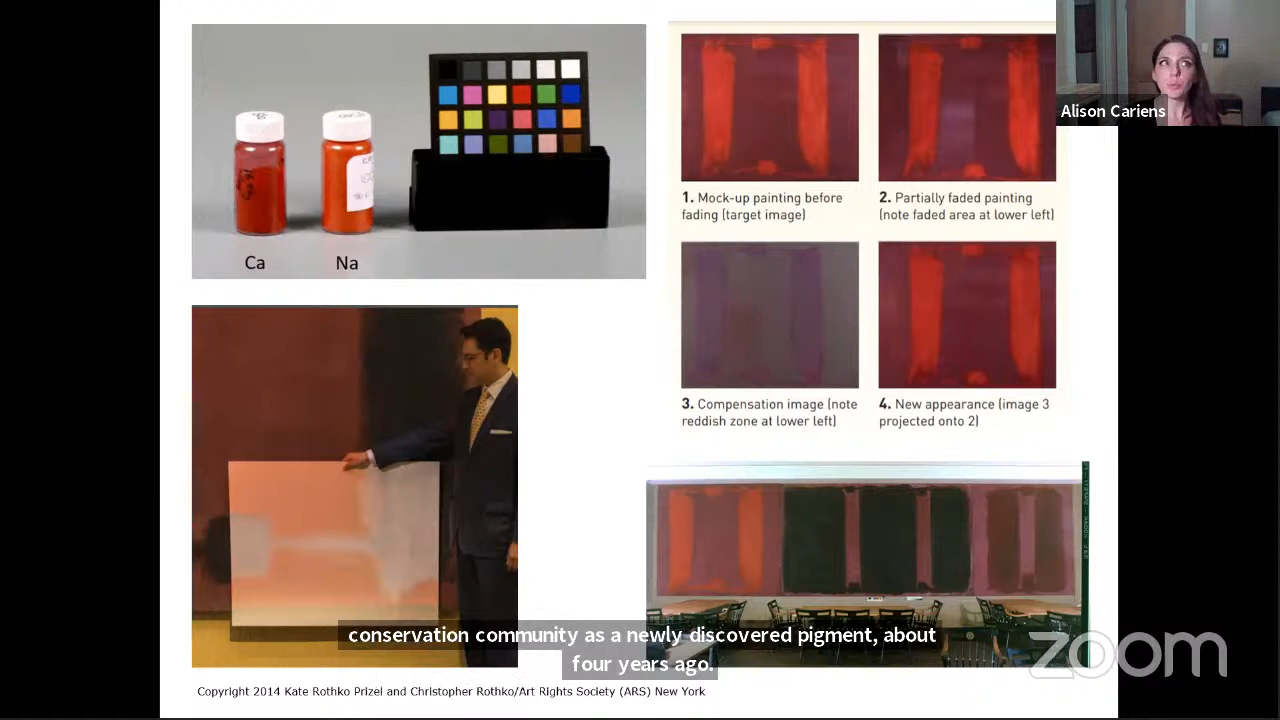 Ca
Na
1. Mock-up painting before
fading (target image)
2. Partially faded painting
(note faded area at lower left)
3. Compensation image (note
reddish zone at lower left)
4. New appearance (image 3
projected onto 2)
Alison Cariens
conservation community as a newly discovered pigment, about
four years ago.
zoom
Copyright 2014 Kate Rothko Prizel and Christopher Rothko/Art Rights Society (ARS) New York